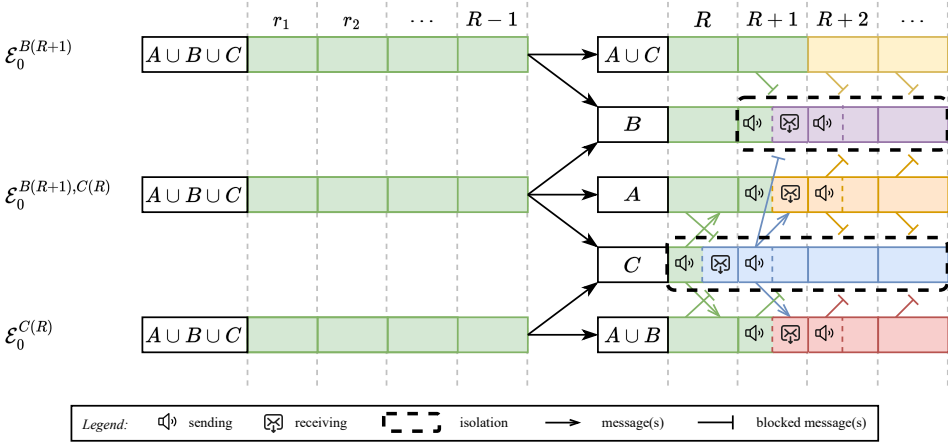 r₁ r₂ ⋯ R − 1 R R + 1 R + 2 ⋯
ℰ₀^{B(R+1)} A ∪ B ∪ C A ∪ C
B
ℰ₀^{B(R+1),C(R)} A ∪ B ∪ C A
C
ℰ₀^{C(R)} A ∪ B ∪ C A ∪ B
Legend: sending receiving isolation message(s) blocked message(s)